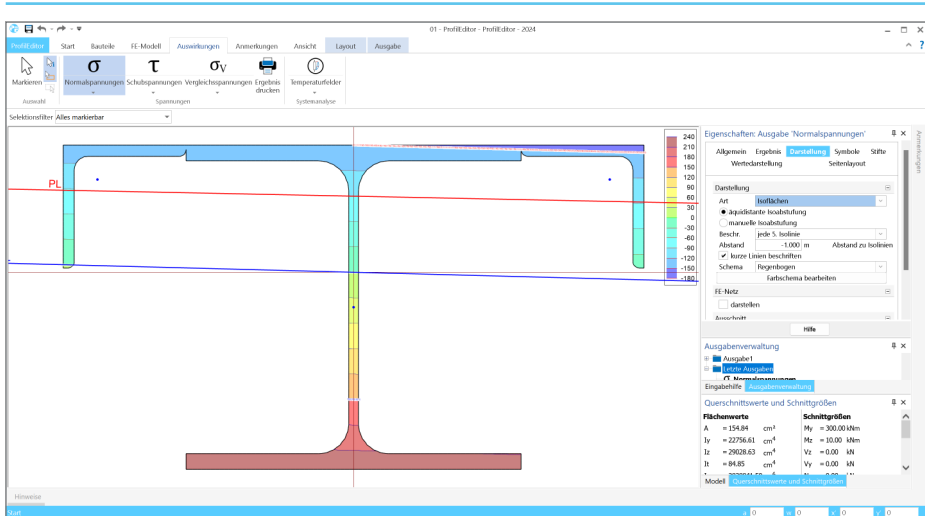 01 - ProfilEditor - ProfilEditor - 2024
ProfilEditor Start Bauteile FE-Modell Auswirkungen Anmerkungen Ansicht Layout Ausgabe
σ τ σV
Markieren Normalspannungen Schubspannungen Vergleichsspannungen Ergebnis drucken Temperaturfelder
Auswahl Spannungen Systemanalyse
Selektionsfilter Alles markierbar
PL
240
210
180
150
120
90
60
30
0
-30
-60
-90
-120
-150
-180
Eigenschaften: Ausgabe 'Normalspannungen'
Allgemein Ergebnis Darstellung Symbole Stifte
Wertedarstellung Seitenlayout
Darstellung
Art Isoflächen
äquidistante Isoabstufung
manuelle Isoabstufung
Beschr. jede 5. Isolinie
Abstand -1.000 m Abstand zu Isolinien
kurze Linien beschriften
Schema Regenbogen
Farbschema bearbeiten
FE-Netz
darstellen
Ausschnitt
Hilfe
Ausgabenverwaltung
Ausgabe1
Letzte Ausgaben
σ Normalspannungen
Eingabehilfe Ausgabenverwaltung
Querschnittswerte und Schnittgrößen
Flächenwerte Schnittgrößen
A = 154.84 cm² My = 300.00 kNm
Iy = 22756.61 cm⁴ Mz = 10.00 kNm
Iz = 29028.63 cm⁴ Vz = 0.00 kN
It = 84.85 cm⁴ Vy = 0.00 kN
Modell Querschnittswerte und Schnittgrößen
Anmerkungen
Hinweise
Start
a 0 w 0 x 0 y 0